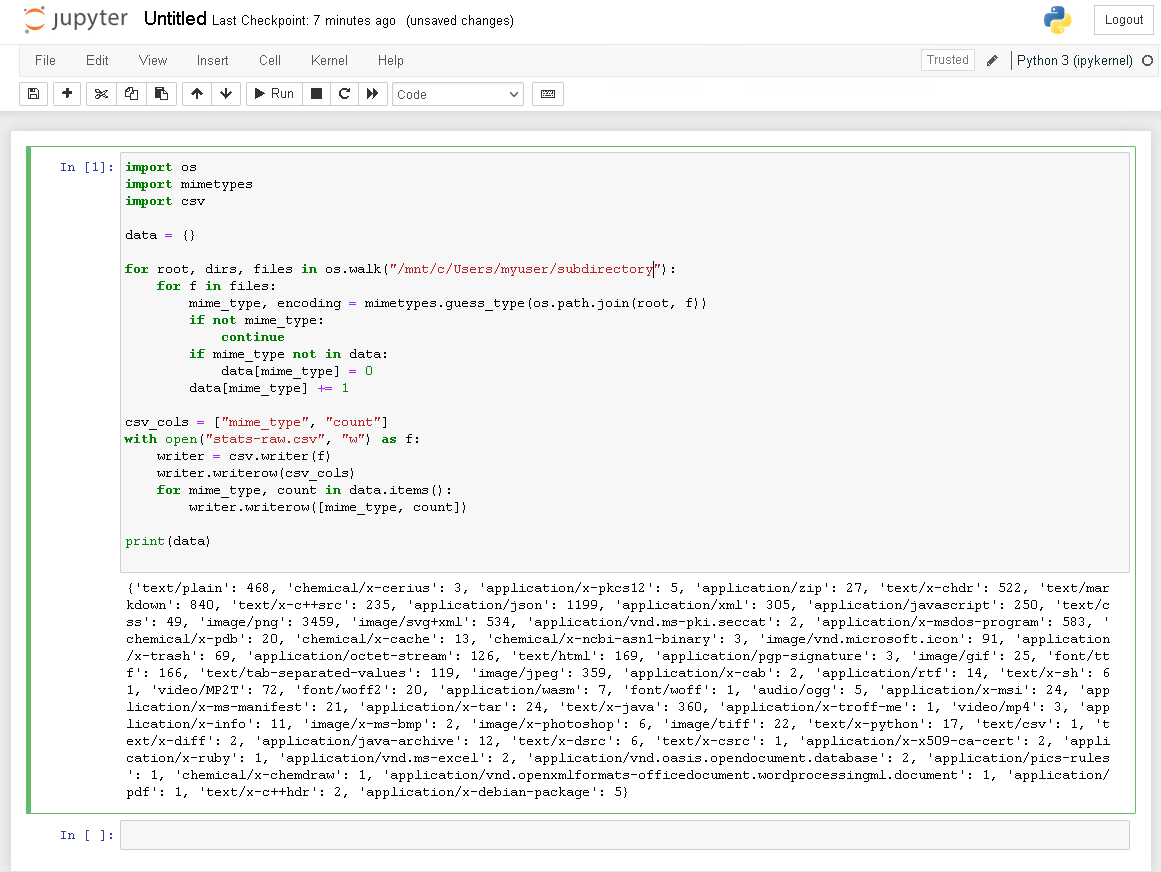 jupyter Untitled Last Checkpoint: 7 minutes ago (unsaved changes) Logout
File Edit View Insert Cell Kernel Help Trusted Python 3 (ipykernel)
Run Code
In [1]: import os
import mimetypes
import csv
data = {}
for root, dirs, files in os.walk("/mnt/c/Users/myuser/subdirectory"):
for f in files:
mime_type, encoding = mimetypes.guess_type(os.path.join(root, f))
if not mime_type:
continue
if mime_type not in data:
data[mime_type] = 0
data[mime_type] += 1
csv_cols = ["mime_type", "count"]
with open("stats-raw.csv", "w") as f:
writer = csv.writer(f)
writer.writerow(csv_cols)
for mime_type, count in data.items():
writer.writerow([mime_type, count])
print(data)
{'text/plain': 468, 'chemical/x-cerius': 3, 'application/x-pkcs12': 5, 'application/zip': 27, 'text/x-chdr': 522, 'text/mar
kdown': 840, 'text/x-c++src': 235, 'application/json': 1199, 'application/xml': 305, 'application/javascript': 250, 'text/c
ss': 49, 'image/png': 3459, 'image/svg+xml': 534, 'application/vnd.ms-pki.seccat': 2, 'application/x-msdos-program': 583, '
chemical/x-pdb': 20, 'chemical/x-cache': 13, 'chemical/x-ncbi-asn1-binary': 3, 'image/vnd.microsoft.icon': 91, 'application
/x-trash': 69, 'application/octet-stream': 126, 'text/html': 169, 'application/pgp-signature': 3, 'image/gif': 25, 'font/tt
f': 166, 'text/tab-separated-values': 119, 'image/jpeg': 359, 'application/x-cab': 2, 'application/rtf': 14, 'text/x-sh': 6
1, 'video/MP2T': 72, 'font/woff2': 20, 'application/wasm': 7, 'font/woff': 1, 'audio/ogg': 5, 'application/x-msi': 24, 'app
lication/x-ms-manifest': 21, 'application/x-tar': 24, 'text/x-java': 360, 'application/x-troff-me': 1, 'video/mp4': 3, 'app
lication/x-info': 11, 'image/x-ms-bmp': 2, 'image/x-photoshop': 6, 'image/tiff': 22, 'text/x-python': 17, 'text/csv': 1, 't
ext/x-diff': 2, 'application/java-archive': 12, 'text/x-dsrc': 6, 'text/x-csrc': 1, 'application/x-x509-ca-cert': 2, 'appli
cation/x-ruby': 1, 'application/vnd.ms-excel': 2, 'application/vnd.oasis.opendocument.database': 2, 'application/pics-rules
': 1, 'chemical/x-chemdraw': 1, 'application/vnd.openxmlformats-officedocument.wordprocessingml.document': 1, 'application/
pdf': 1, 'text/x-c++hdr': 2, 'application/x-debian-package': 5}
In [ ]: